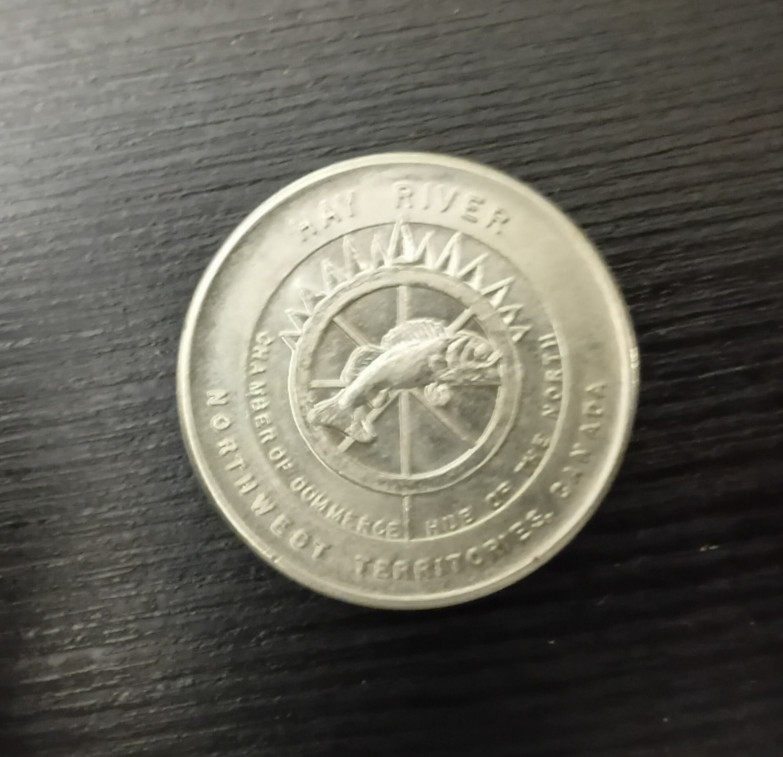 HAY RIVER
CHAMBER OF COMMERCE HUB OF THE NORTH
NORTHWEST TERRITORIES, CANADA